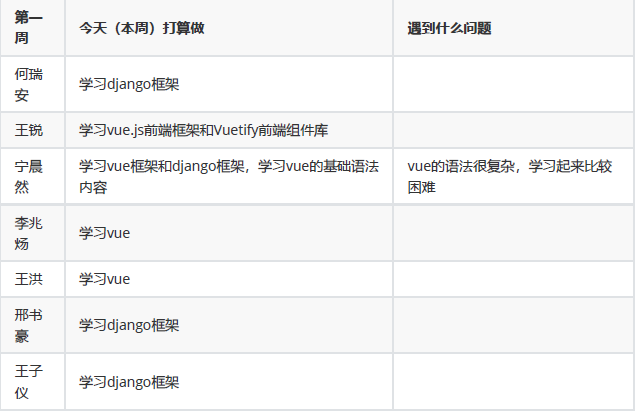 第一
周
今天（本周）打算做
遇到什么问题
何瑞
安
学习django框架
王锐
学习vue.js前端框架和Vuetify前端组件库
宁晨
然
学习vue框架和django框架，学习vue的基础语法
内容
vue的语法很复杂，学习起来比较
困难
李兆
炀
学习vue
王洪
学习vue
邢书
豪
学习django框架
王子
仪
学习django框架